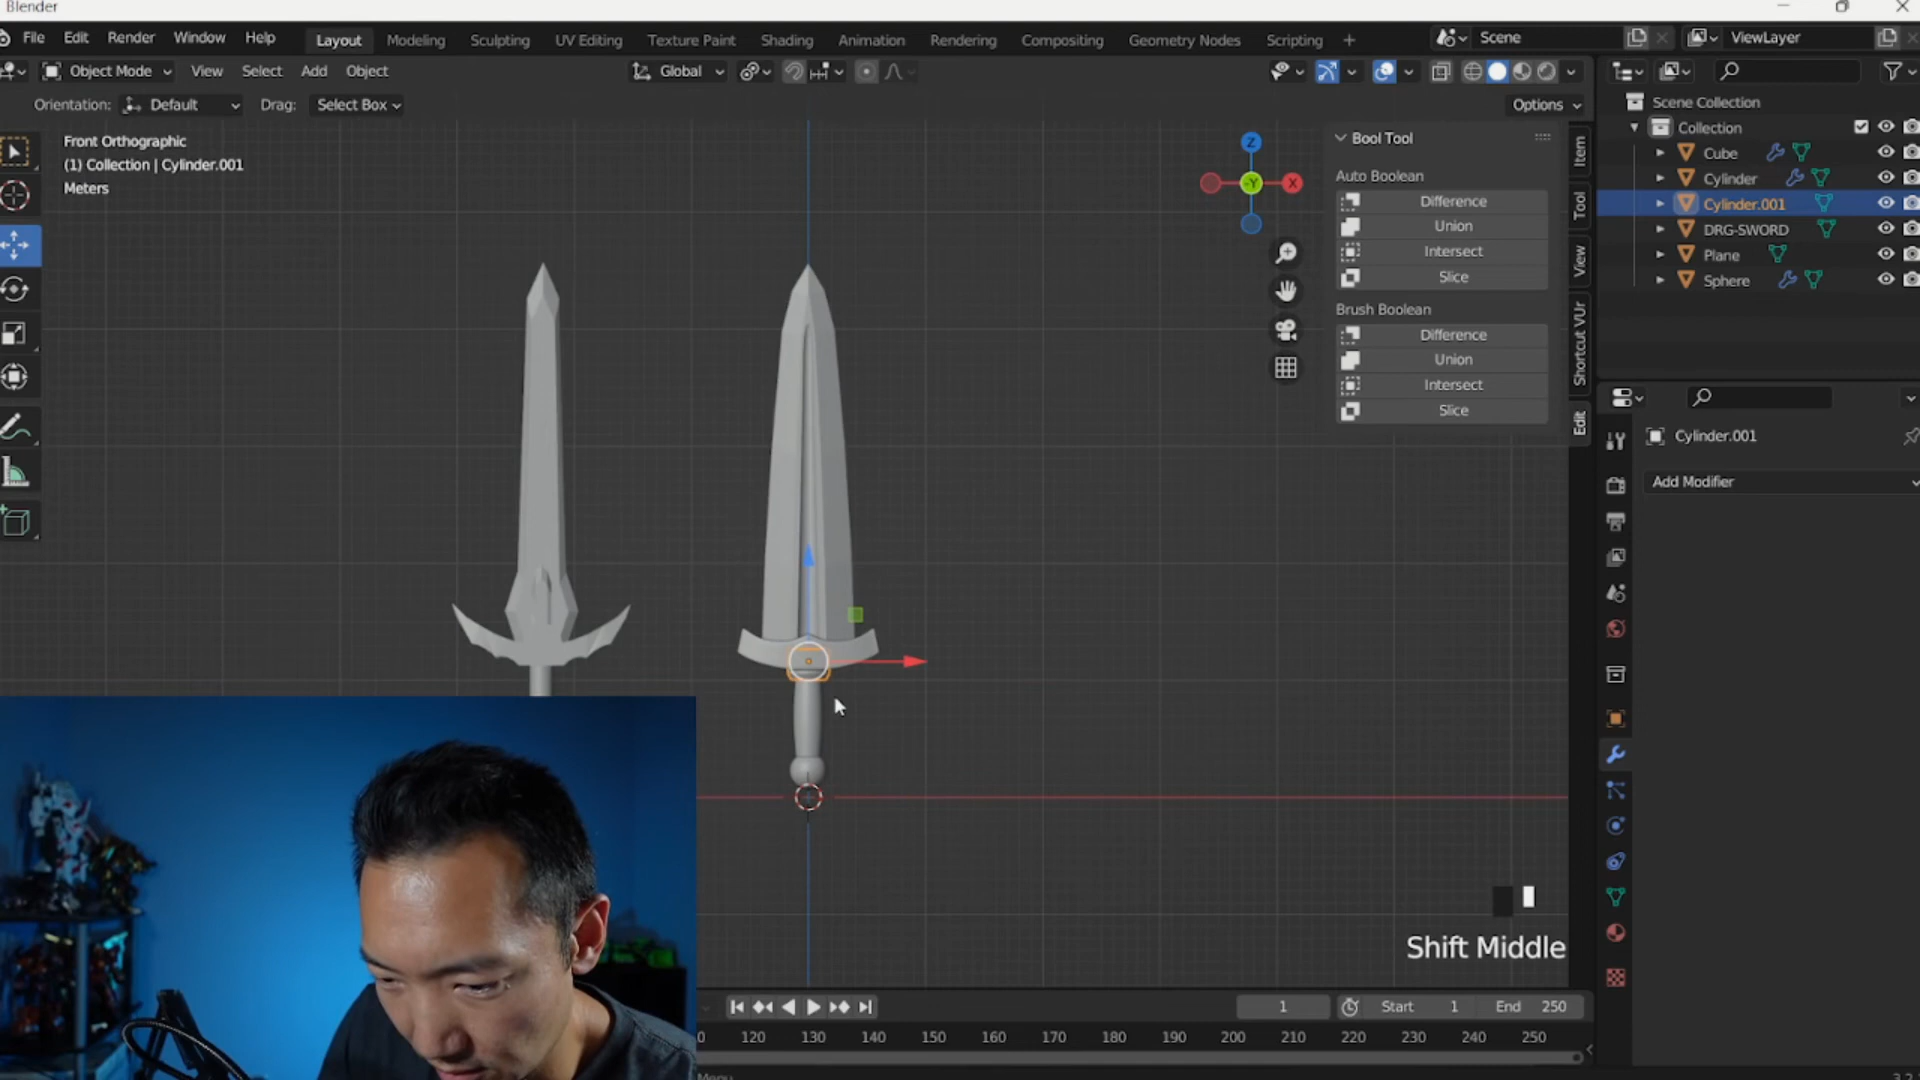 Blender
File Edit Render Window Help Layout Modeling Sculpting UV Editing Texture Paint Shading Animation Rendering Compositing Geometry Nodes Scripting + Scene ViewLayer
Object Mode View Select Add Object Global
Orientation: Default Drag: Select Box Options
Front Orthographic
(1) Collection | Cylinder.001
Meters
Z
-Y
X
Bool Tool
Auto Boolean
Difference
Union
Intersect
Slice
Brush Boolean
Difference
Union
Intersect
Slice
Item
Tool
View
Shortcut VUr
Edit
Scene Collection
Collection
Cube
Cylinder
Cylinder.001
DRG-SWORD
Plane
Sphere
Cylinder.001
Add Modifier
Shift Middle
1 Start 1 End 250
0 120 130 140 150 160 170 180 190 200 210 220 230 240 250